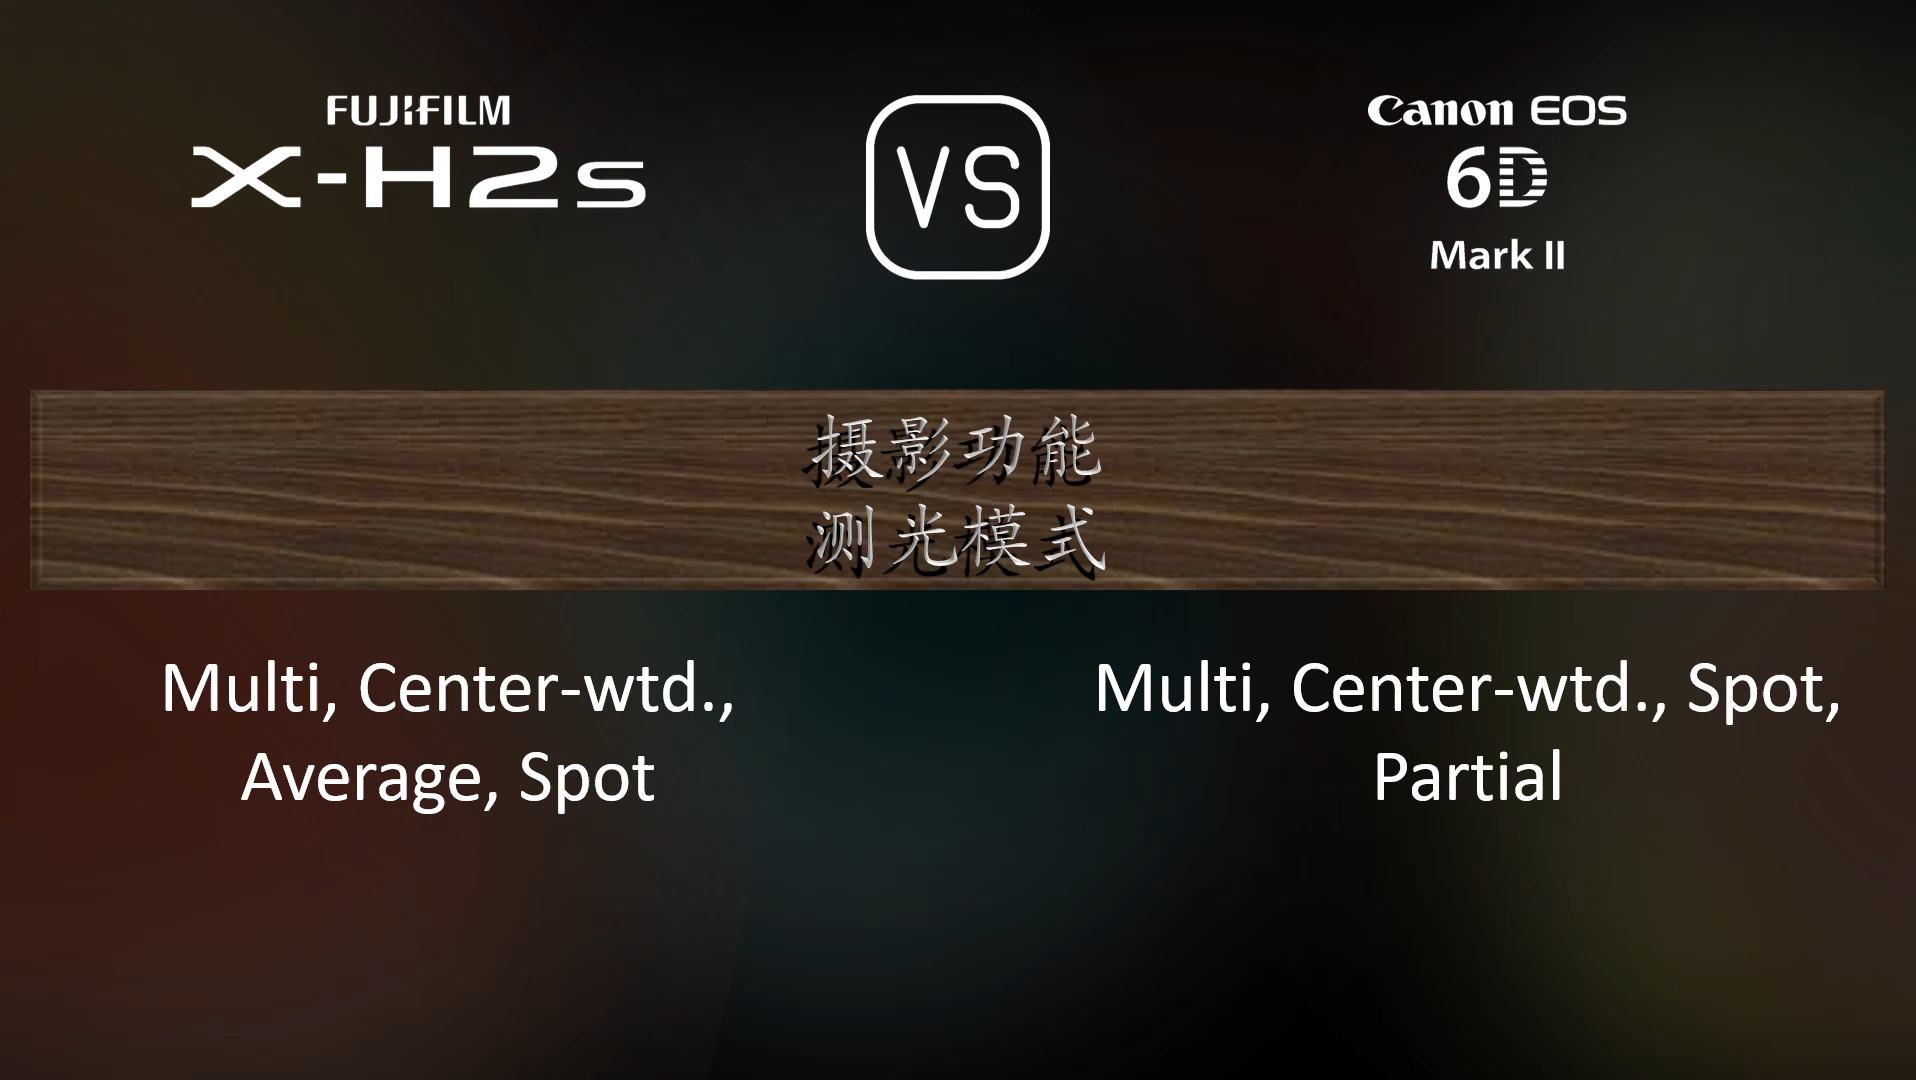 FUJIFILM
X-H2S
VS
Canon EOS
6D
Mark II
摄影功能
测光模式
Multi, Center-wtd.,
Average, Spot
Multi, Center-wtd., Spot,
Partial